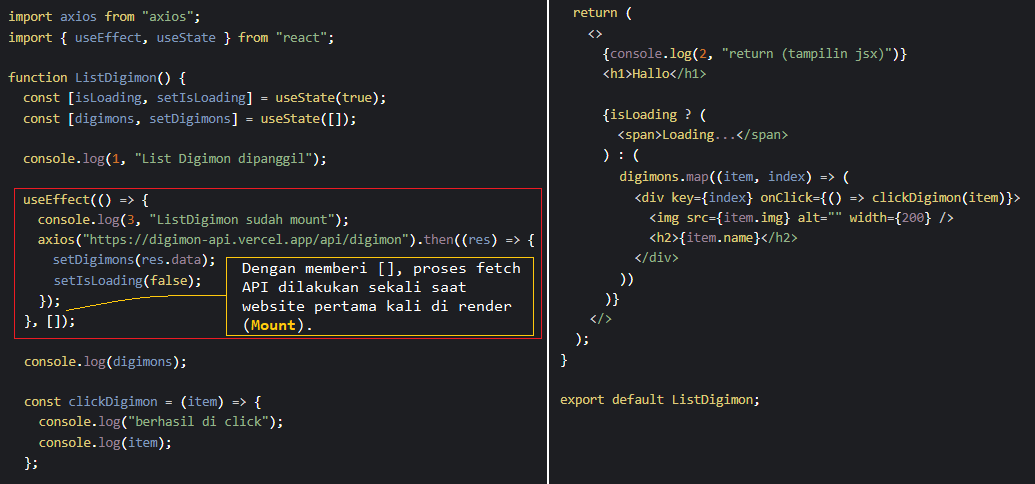 import axios from "axios";
import { useEffect, useState } from "react";
function ListDigimon() {
const [isLoading, setIsLoading] = useState(true);
const [digimons, setDigimons] = useState([]);
console.log(1, "List Digimon dipanggil");
useEffect(() => {
console.log(3, "ListDigimon sudah mount");
axios("https://digimon-api.vercel.app/api/digimon").then((res) => {
setDigimons(res.data);
setIsLoading(false);
});
}, []);
Dengan memberi [], proses fetch
API dilakukan sekali saat
website pertama kali di render
(Mount).
console.log(digimons);
const clickDigimon = (item) => {
console.log("berhasil di click");
console.log(item);
};
return (
<>
{console.log(2, "return (tampilin jsx)")}
<h1>Hallo</h1>
{isLoading ? (
<span>Loading...</span>
) : (
digimons.map((item, index) => (
<div key={index} onClick={() => clickDigimon(item)}>
<img src={item.img} alt="" width={200} />
<h2>{item.name}</h2>
</div>
))
)}
</>
);
}
export default ListDigimon;